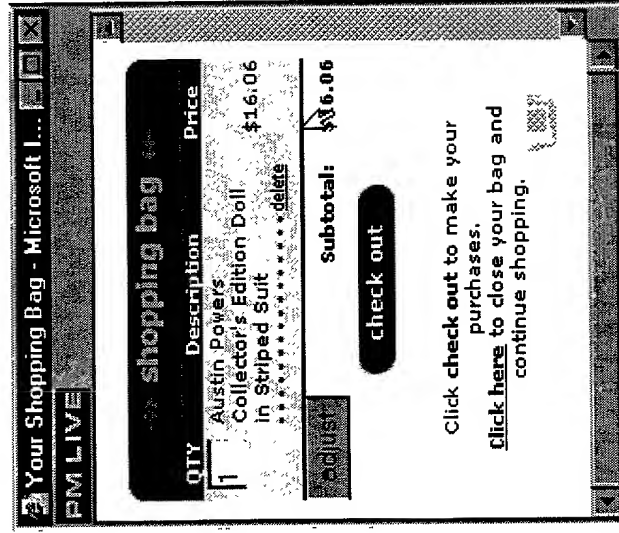 Your Shopping Bag - Microsoft I...
PM LIVE
shopping bag
QTY Description Price
1 Austin Powers
Collector's Edition Doll
in Striped Suit $16.06
delete
adjust Subtotal: $16.06
check out
Click check out to make your
purchases.
Click here to close your bag and
continue shopping.